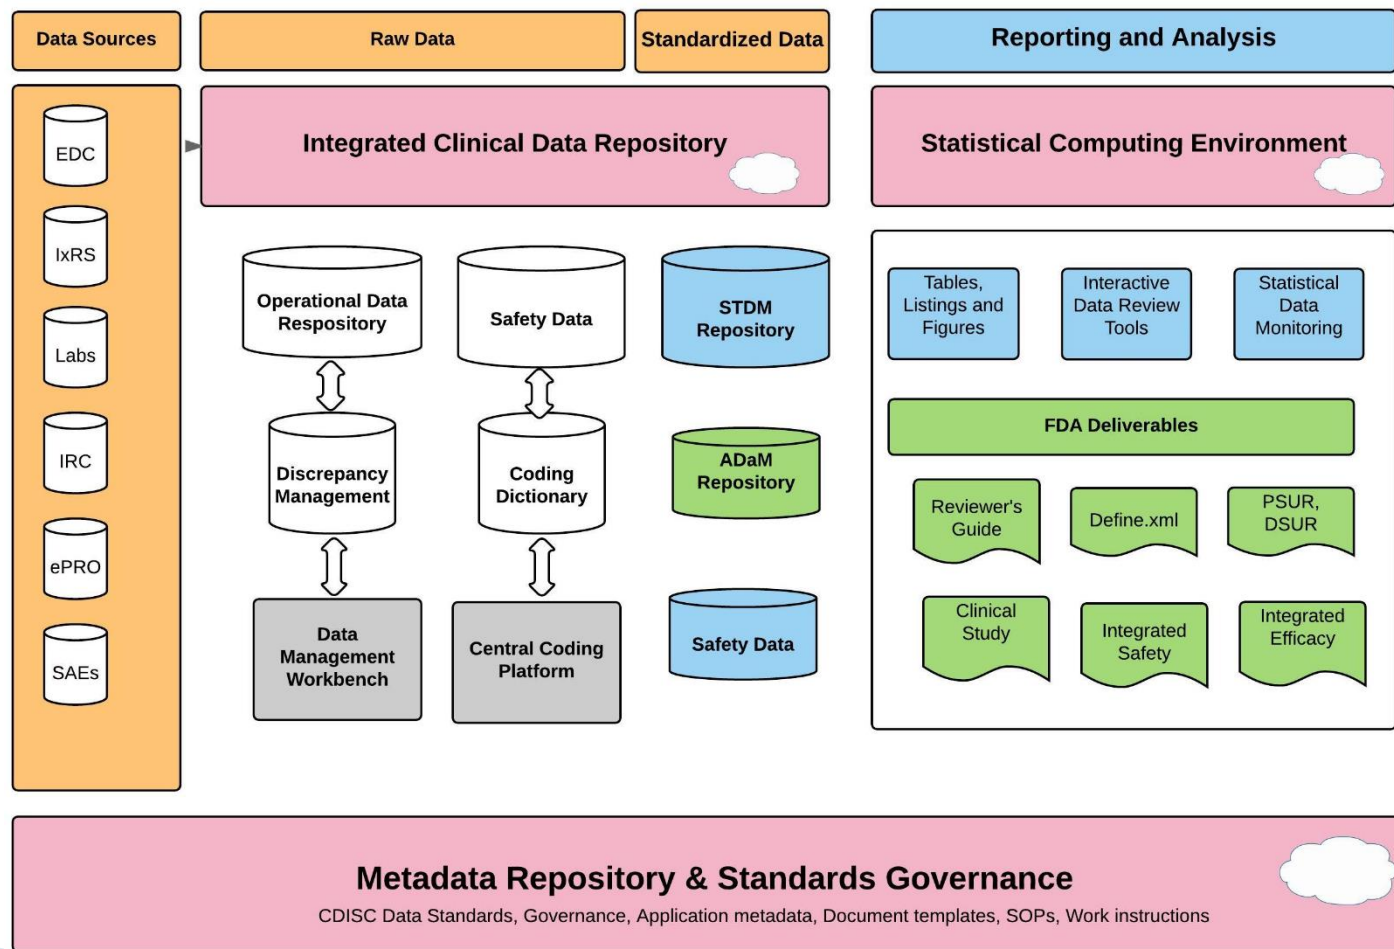 Data Sources
Raw Data
Standardized Data
Reporting and Analysis
Integrated Clinical Data Repository
Statistical Computing Environment
EDC
IxRS
Labs
IRC
ePRO
SAEs
Operational Data
Respository
Safety Data
STDM
Repository
Discrepancy
Management
Coding
Dictionary
ADaM
Repository
Data
Management
Workbench
Central Coding
Platform
Safety Data
Tables,
Listings and
Figures
Interactive
Data Review
Tools
Statistical
Data
Monitoring
FDA Deliverables
Reviewer's
Guide
Define.xml
PSUR,
DSUR
Clinical
Study
Integrated
Safety
Integrated
Efficacy
Metadata Repository & Standards Governance
CDISC Data Standards, Governance, Application metadata, Document templates, SOPs, Work instructions